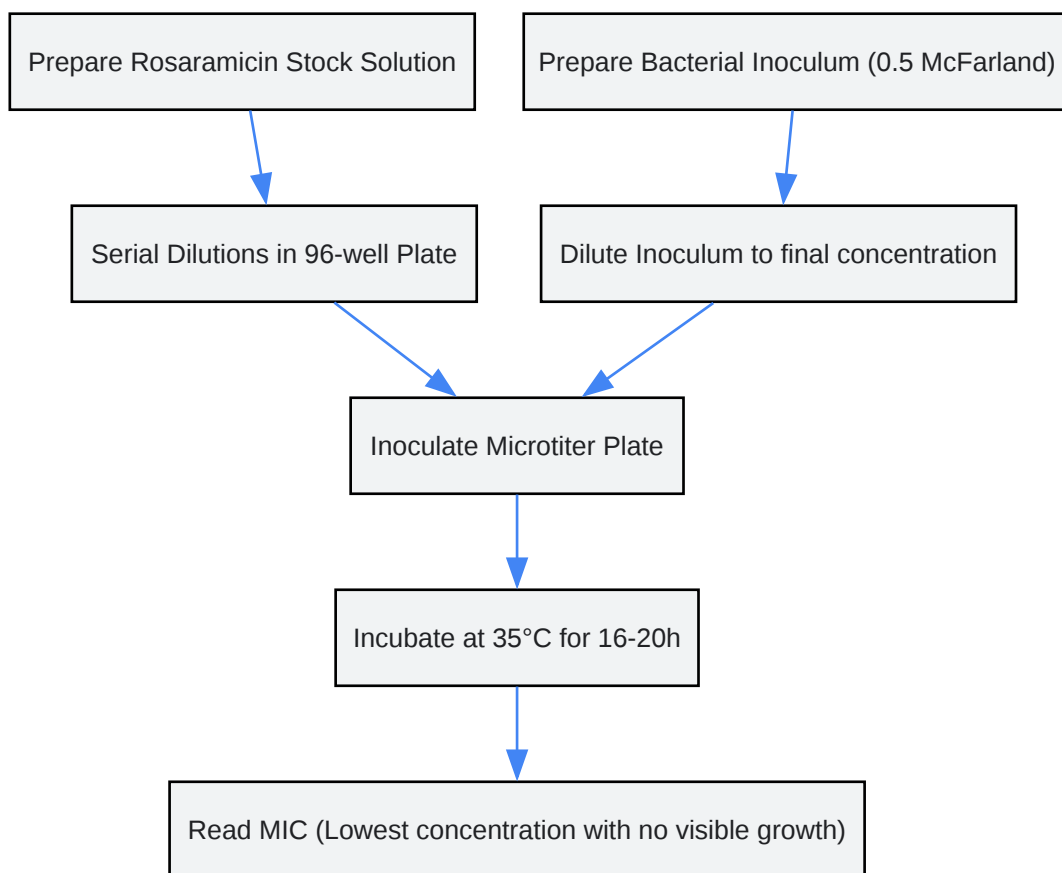 Prepare Rosaramicin Stock Solution
Prepare Bacterial Inoculum (0.5 McFarland)
Serial Dilutions in 96-well Plate
Dilute Inoculum to final concentration
Inoculate Microtiter Plate
Incubate at 35°C for 16-20h
Read MIC (Lowest concentration with no visible growth)